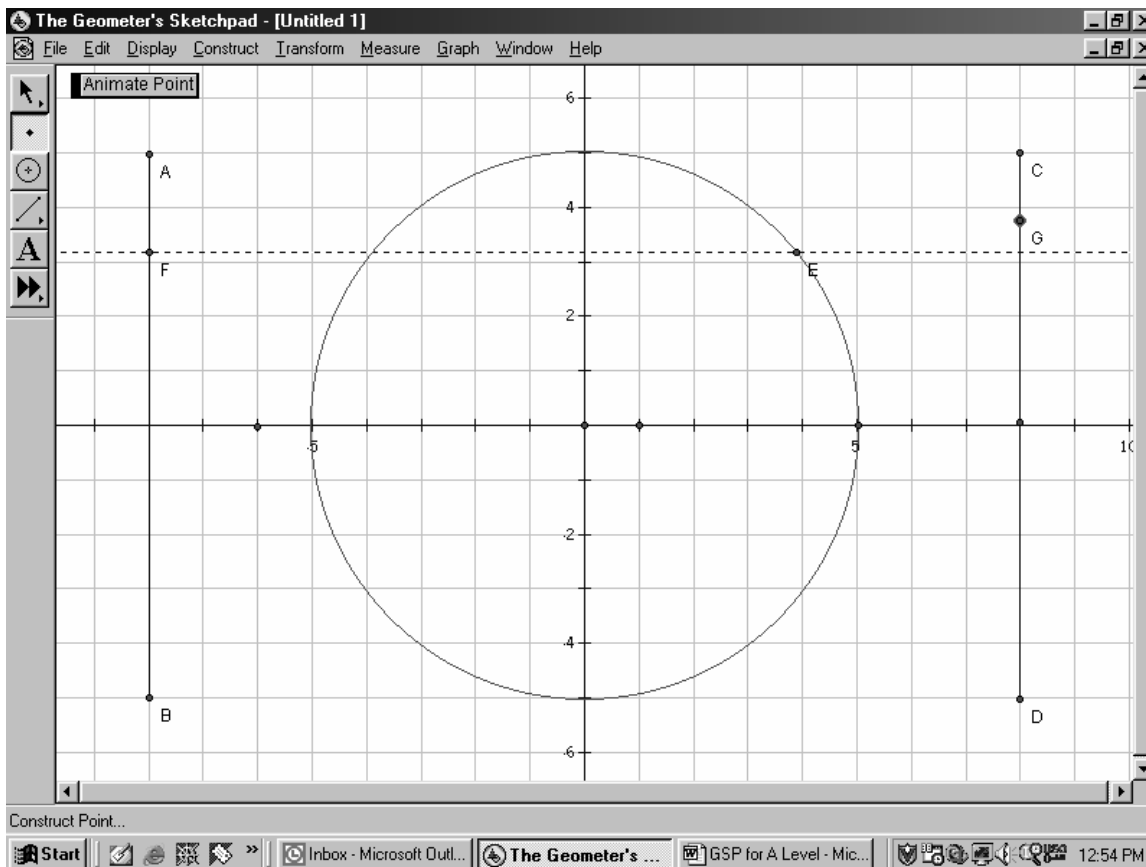 The Geometer's Sketchpad - [Untitled 1]
File Edit Display Construct Transform Measure Graph Window Help
Animate Point
6
A
C
4
G
F
E
2
-5
5
10
-2
-4
B
D
-6
A
Construct Point...
Start
»
Inbox - Microsoft Outl...
The Geometer's ...
GSP for A Level - Mic...
12:54 PM